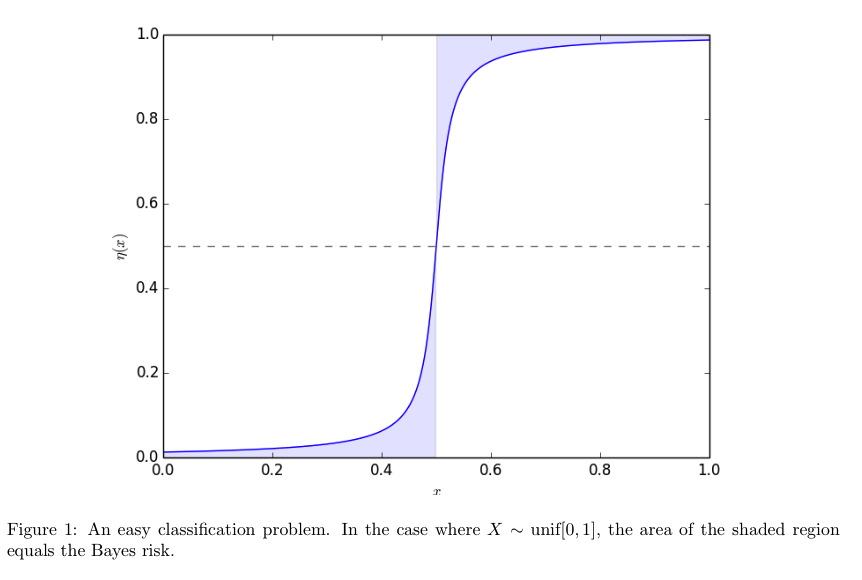 1.0
0.8
0.6
η(x)
0.4
0.2
0.0
0.0 0.2 0.4 0.6 0.8 1.0
x
Figure 1: An easy classification problem. In the case where X ∼ unif[0, 1], the area of the shaded region
equals the Bayes risk.